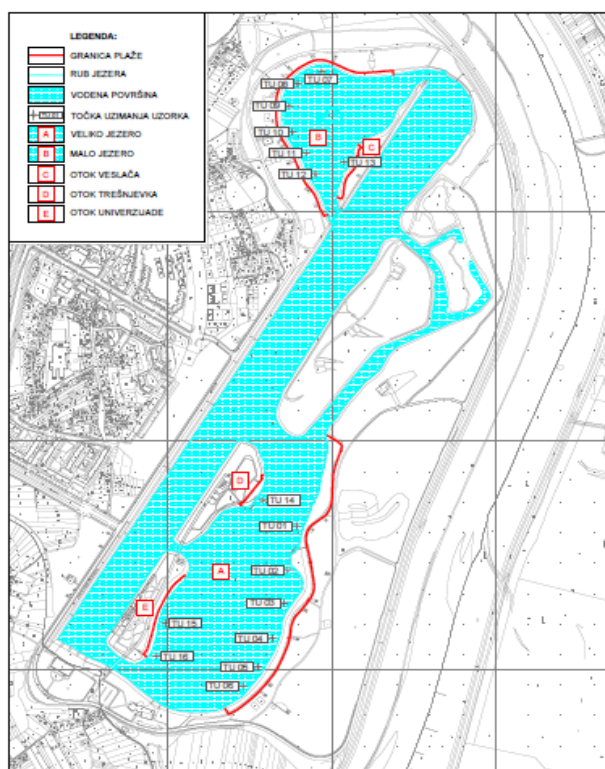 LEGENDA:
GRANICA PLAŽE
RUB JEZERA
VODENA POVRŠINA
TOČKA UZIMANJA UZORKA
A VELIKO JEZERO
B MALO JEZERO
C OTOK VESLAČA
D OTOK TREŠNJEVKA
E OTOK UNIVERZIJADE
TU 07
TU 09
TU 10
B
C
TU 11
TU 13
TU 12
D
TU 14
TU 01
A
TU 02
TU 03
E
TU 15
TU 04
TU 16
TU 05
TU 06